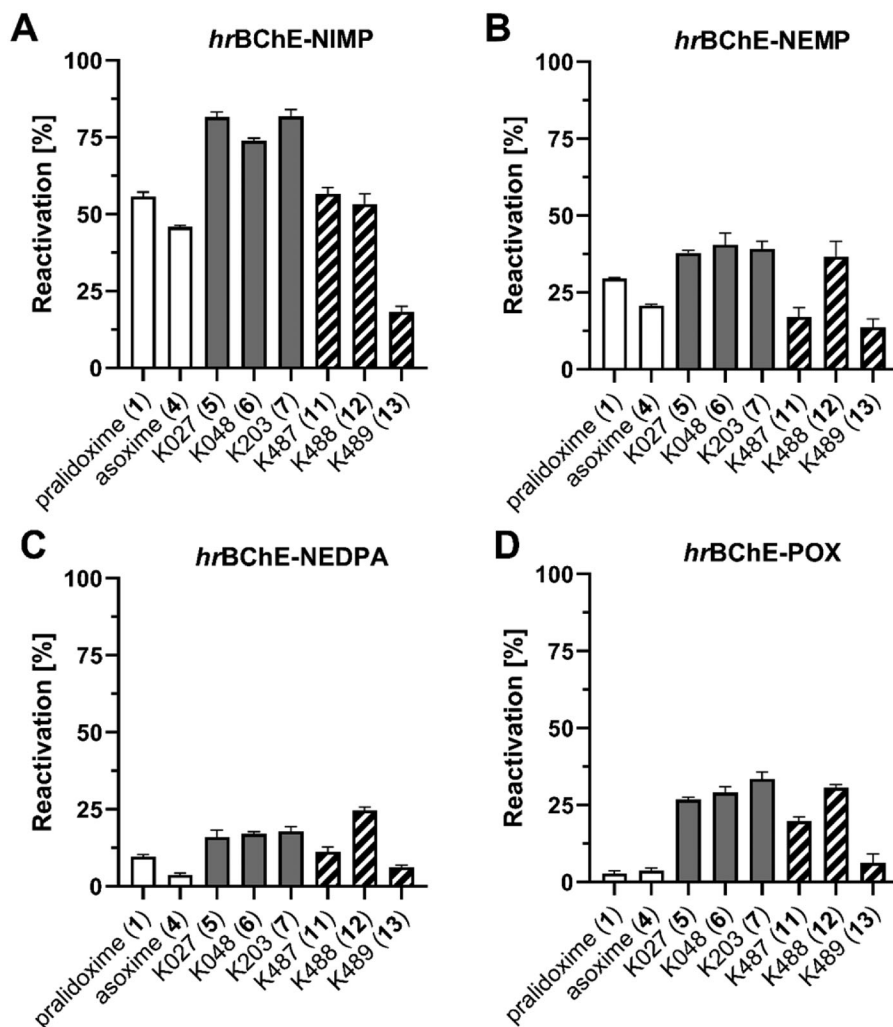 A
hrBChE-NIMP
Reactivation [%]
100
75
50
25
0
pralidoxime (1)
asoxime (4)
K027 (5)
K048 (6)
K203 (7)
K487 (11)
K488 (12)
K489 (13)
B
hrBChE-NEMP
Reactivation [%]
100
75
50
25
0
pralidoxime (1)
asoxime (4)
K027 (5)
K048 (6)
K203 (7)
K487 (11)
K488 (12)
K489 (13)
C
hrBChE-NEDPA
Reactivation [%]
100
75
50
25
0
pralidoxime (1)
asoxime (4)
K027 (5)
K048 (6)
K203 (7)
K487 (11)
K488 (12)
K489 (13)
D
hrBChE-POX
Reactivation [%]
100
75
50
25
0
pralidoxime (1)
asoxime (4)
K027 (5)
K048 (6)
K203 (7)
K487 (11)
K488 (12)
K489 (13)